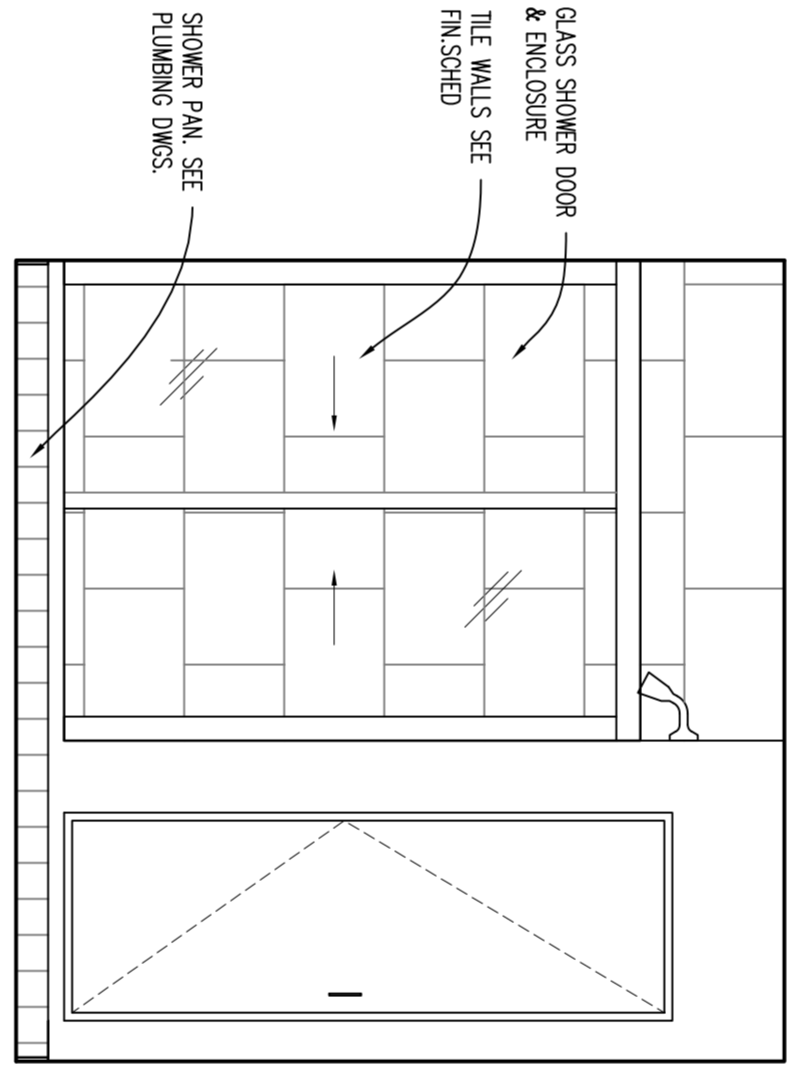 GLASS SHOWER DOOR
& ENCLOSURE
TILE WALLS SEE
FIN.SCHED
SHOWER PAN. SEE
PLUMBING DWGS.